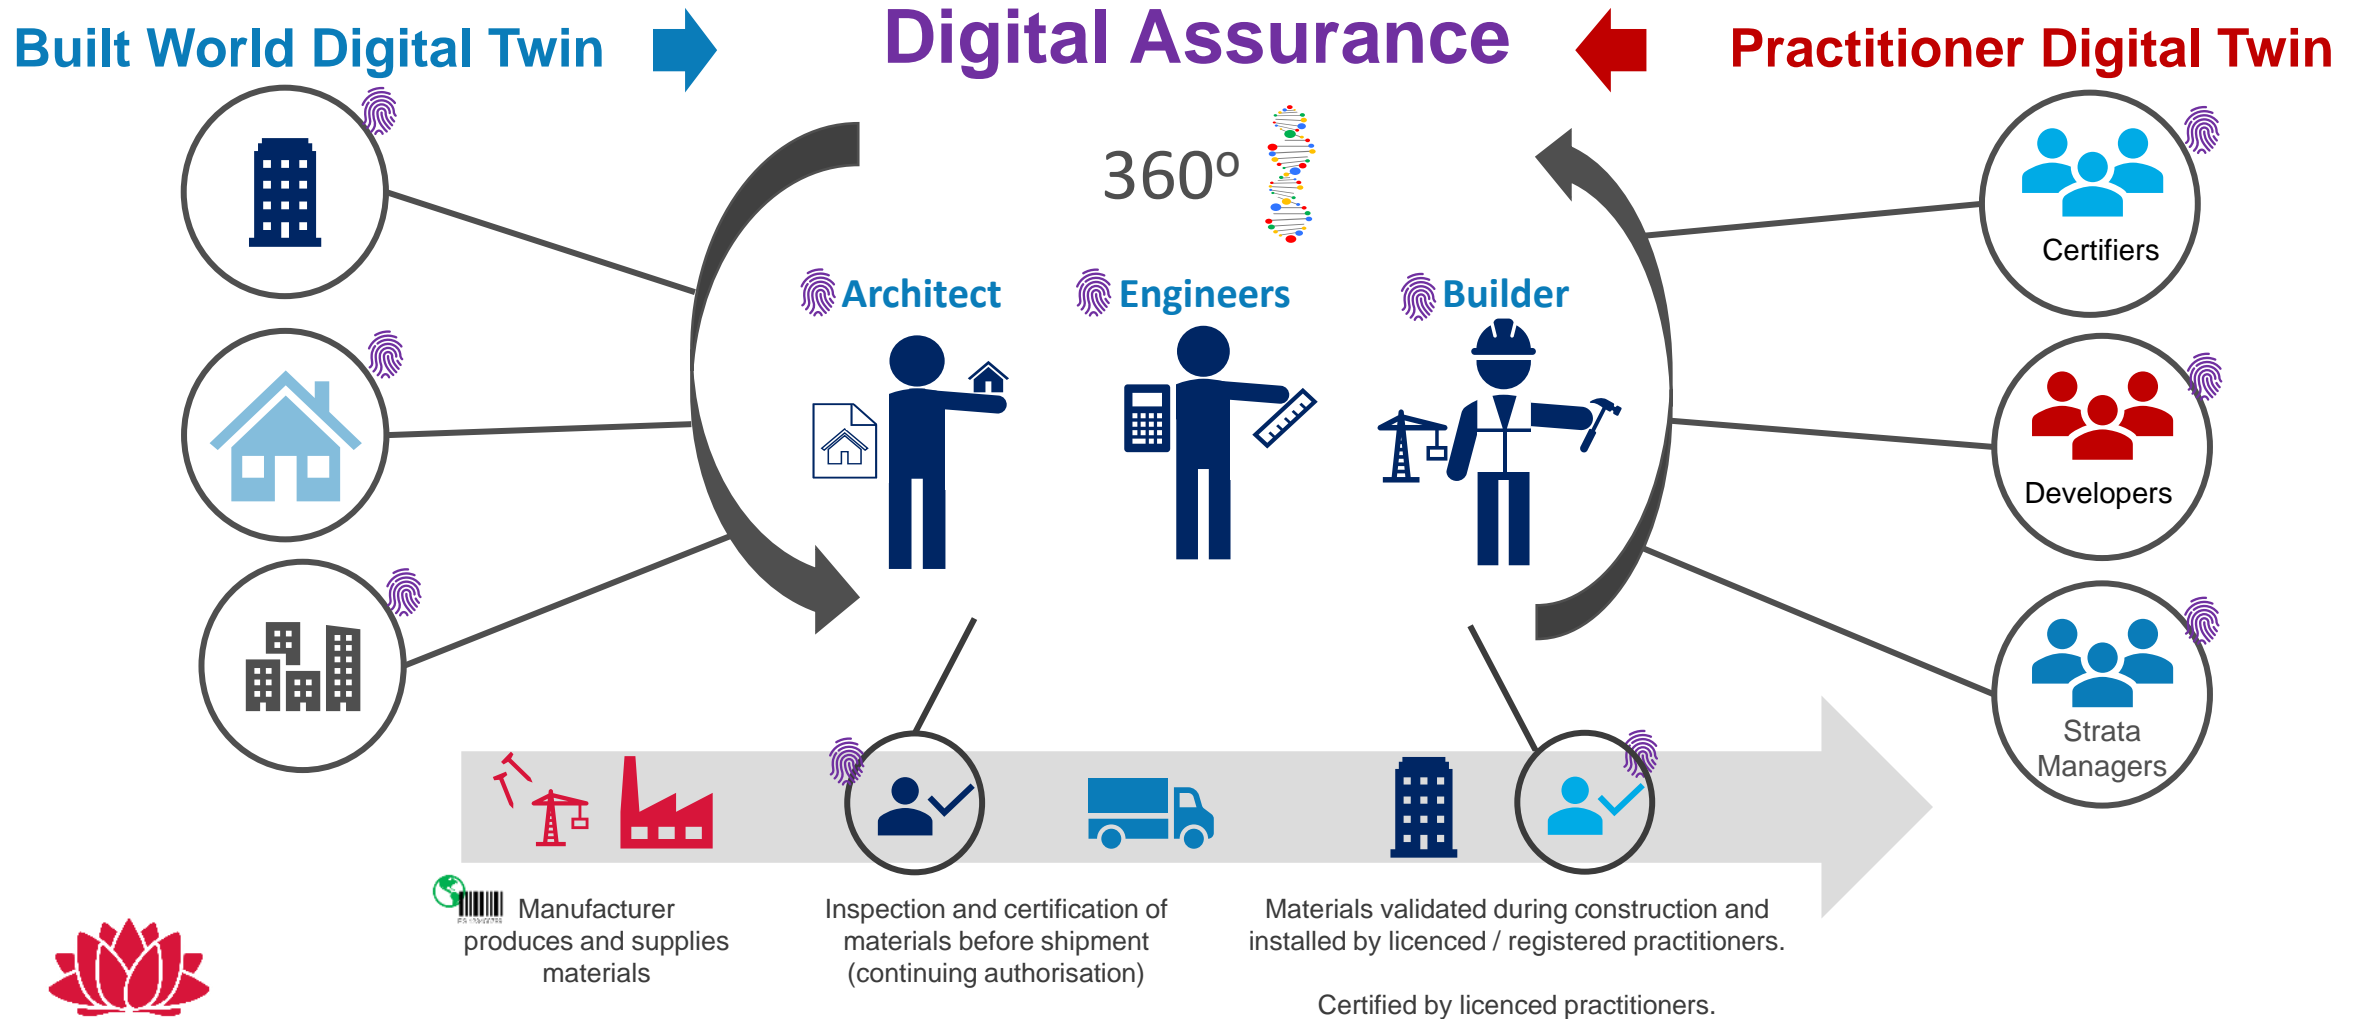 Built World Digital Twin
Digital Assurance
Practitioner Digital Twin
360º
Architect
Engineers
Builder
Certifiers
Developers
Strata
Managers
Manufacturer
produces and supplies
materials
Inspection and certification of
materials before shipment
(continuing authorisation)
Materials validated during construction and
installed by licenced / registered practitioners.
Certified by licenced practitioners.